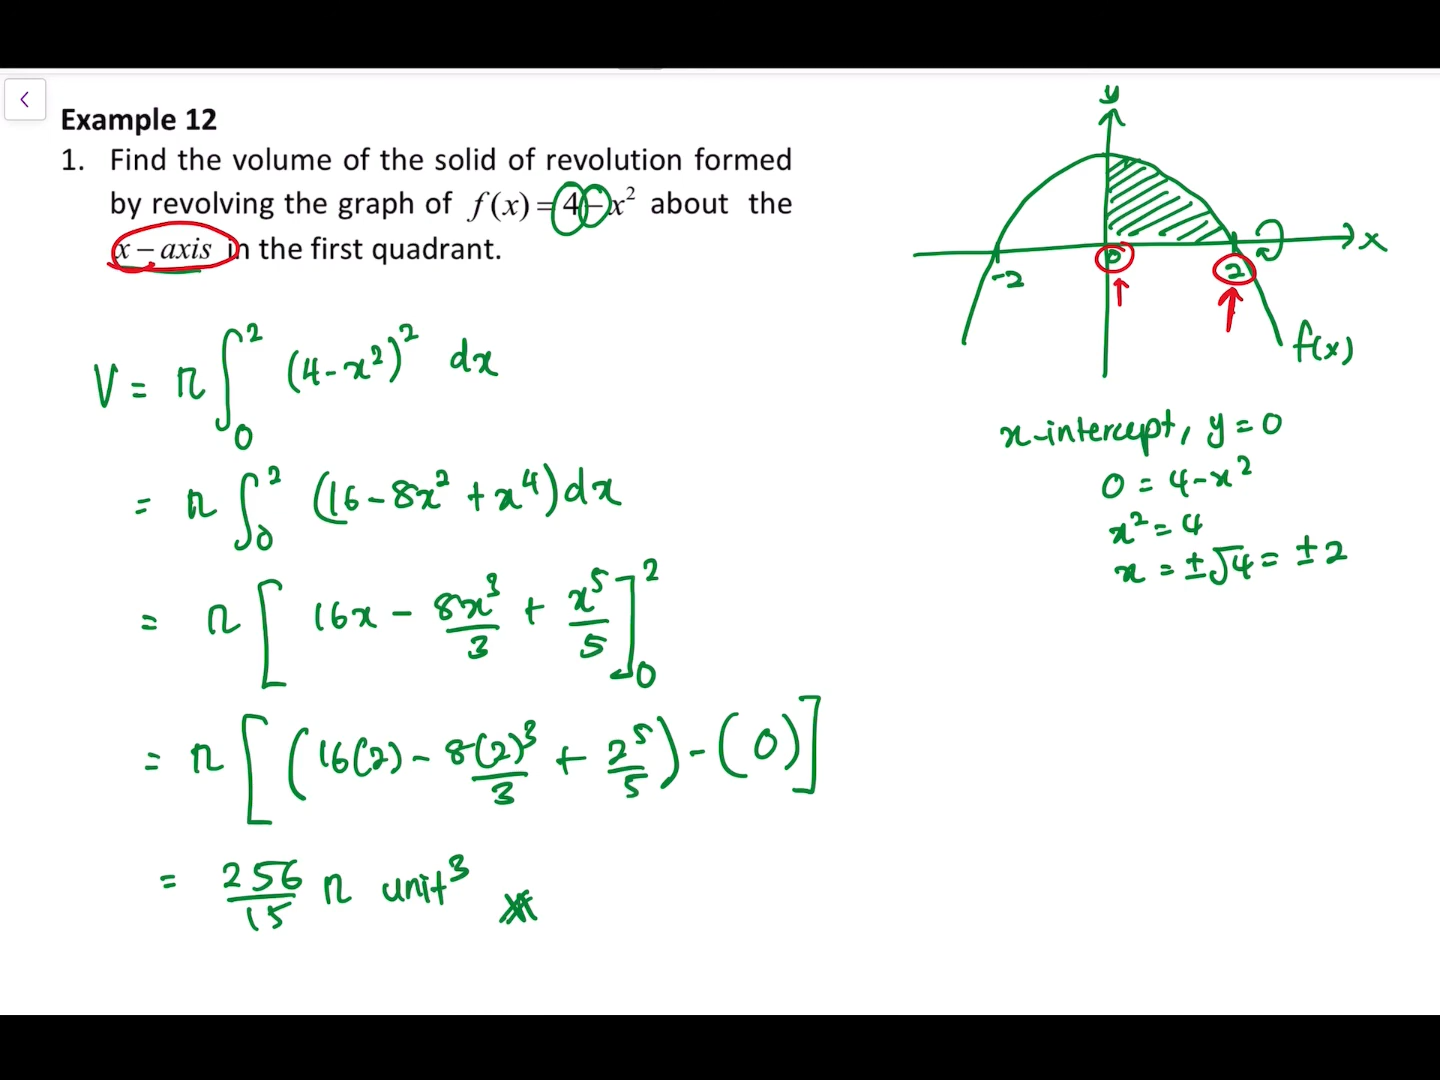 Example 12
1. Find the volume of the solid of revolution formed
by revolving the graph of f(x) = 4 − x² about the
x − axis in the first quadrant.
y
x
-2 0 2
f(x)
V = π ∫₀² (4-x²)² dx
= π ∫₀² (16-8x²+x⁴)dx
= π [16x - 8x³/3 + x⁵/5]₀²
= π [(16(2) - 8(2)³/3 + 2⁵/5) - (0)]
= 256/15 π unit³
x-intercept, y=0
0 = 4-x²
x² = 4
x = ±√4 = ±2